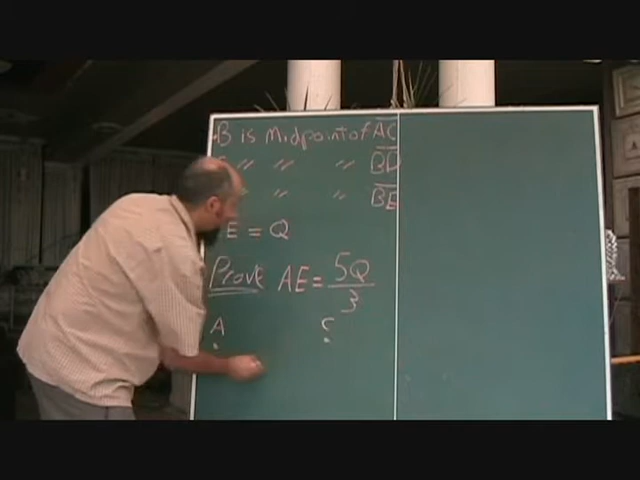 B is Midpoint of AC
" " " BD
" " BE
E = Q
Prove AE = 5Q/3
A C